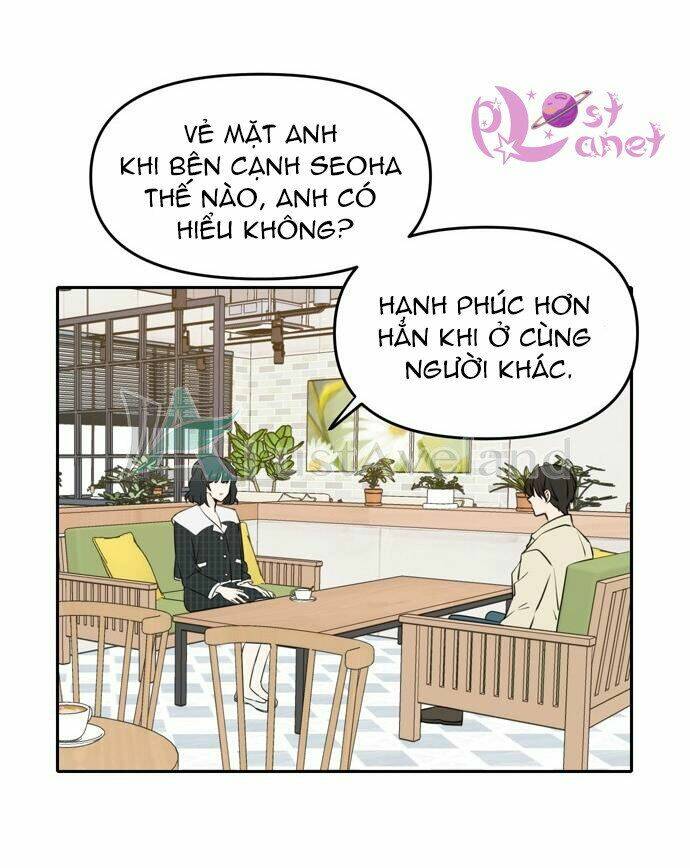 Lost
Planet
VẺ MẶT ANH
KHI BÊN CẠNH SEOHA
THẾ NÀO, ANH CÓ
HIỂU KHÔNG?
HẠNH PHÚC HƠN
HẲN KHI Ở CÙNG
NGƯỜI KHÁC.
TrustAveland